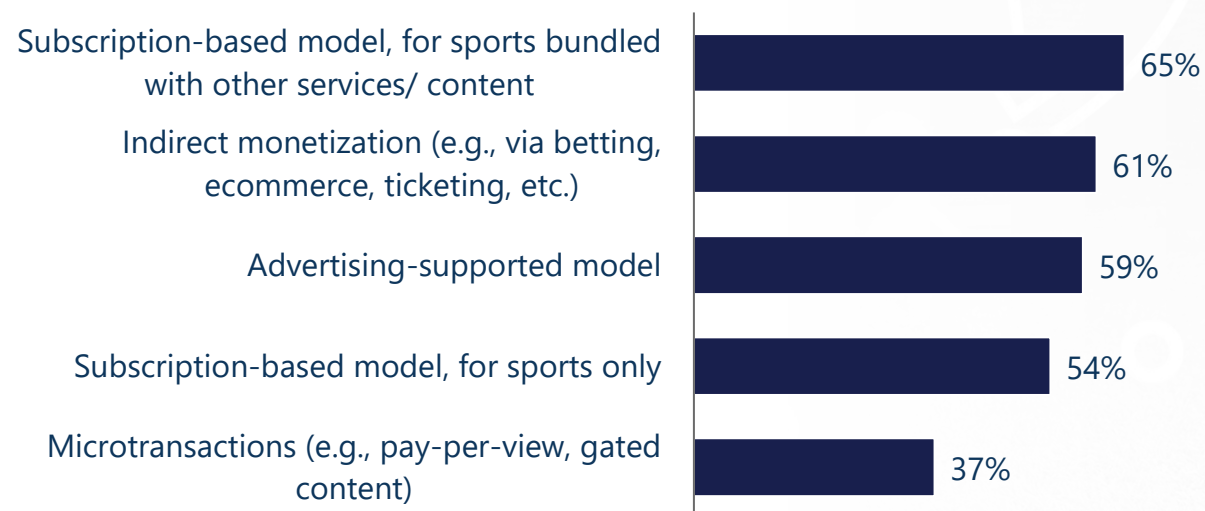 Subscription-based model, for sports bundled
with other services/ content
65%
Indirect monetization (e.g., via betting,
ecommerce, ticketing, etc.)
61%
Advertising-supported model
59%
Subscription-based model, for sports only
54%
Microtransactions (e.g., pay-per-view, gated
content)
37%